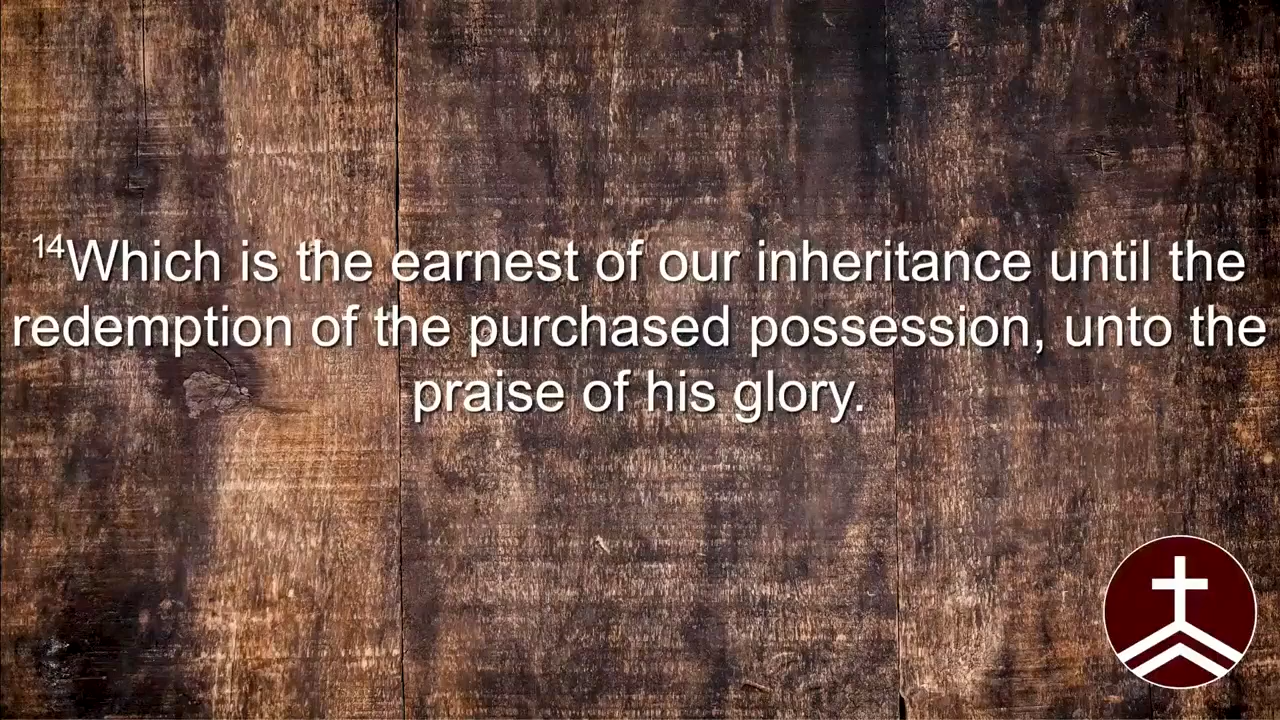 ¹⁴Which is the earnest of our inheritance until the
redemption of the purchased possession, unto the
praise of his glory.